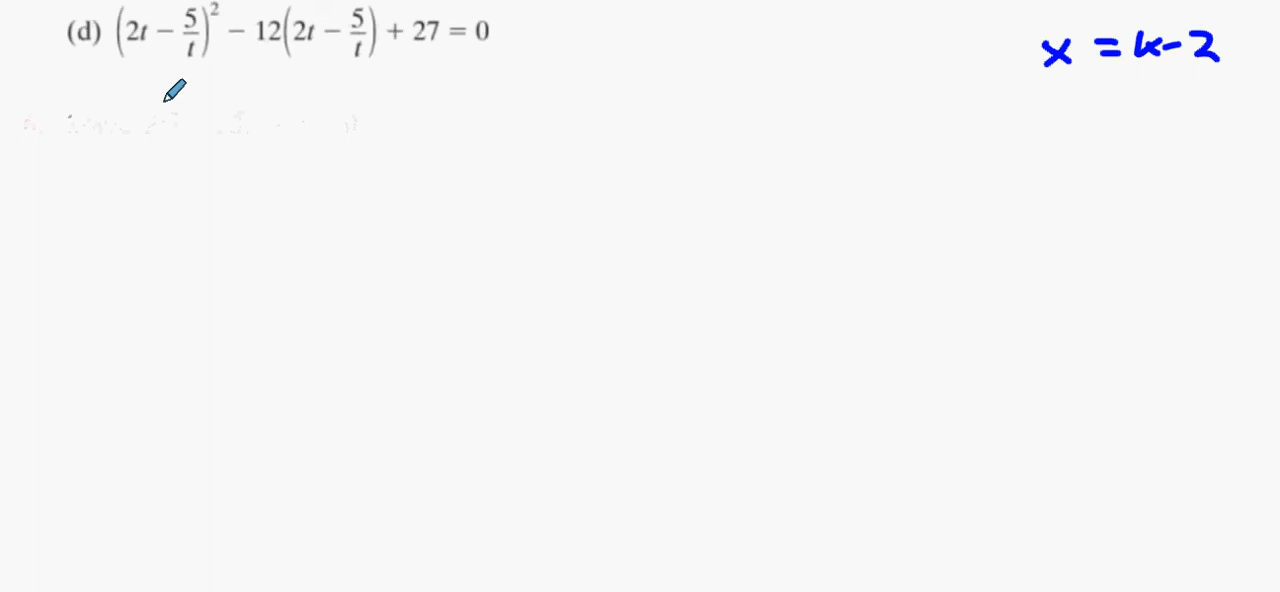 (d) (2t − 5/t)² − 12(2t − 5/t) + 27 = 0
x = k-2